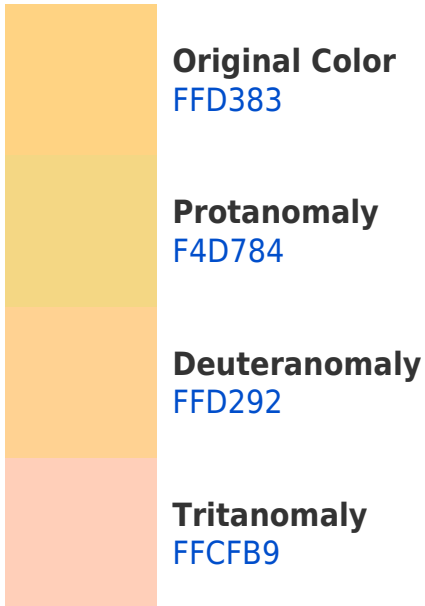 Original Color
FFD383
Protanomaly
F4D784
Deuteranomaly
FFD292
Tritanomaly
FFCFB9